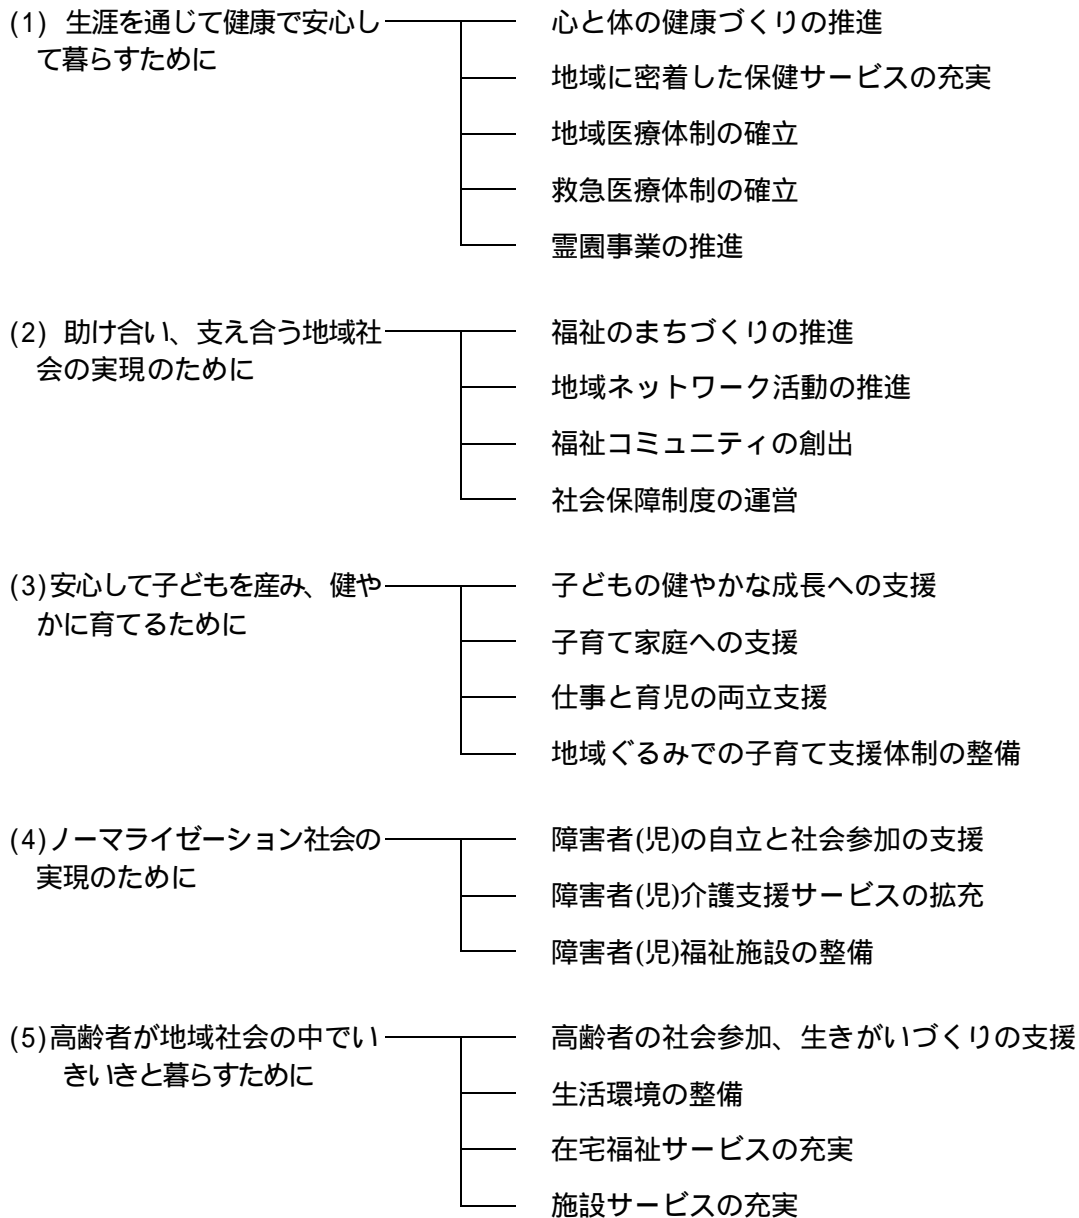 (1) 生涯を通じて健康で安心し
て暮らすために
心と体の健康づくりの推進
地域に密着した保健サービスの充実
地域医療体制の確立
救急医療体制の確立
霊園事業の推進
(2) 助け合い、支え合う地域社
会の実現のために
福祉のまちづくりの推進
地域ネットワーク活動の推進
福祉コミュニティの創出
社会保障制度の運営
(3)安心して子どもを産み、健や
かに育てるために
子どもの健やかな成長への支援
子育て家庭への支援
仕事と育児の両立支援
地域ぐるみでの子育て支援体制の整備
(4)ノーマライゼーション社会の
実現のために
障害者(児)の自立と社会参加の支援
障害者(児)介護支援サービスの拡充
障害者(児)福祉施設の整備
(5)高齢者が地域社会の中でい
きいきと暮らすために
高齢者の社会参加、生きがいづくりの支援
生活環境の整備
在宅福祉サービスの充実
施設サービスの充実